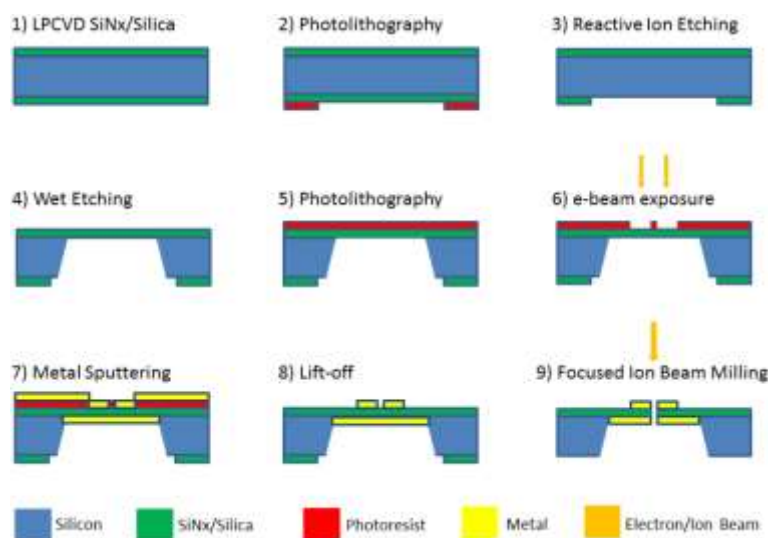 1) LPCVD SiNx/Silica
2) Photolithography
3) Reactive Ion Etching
4) Wet Etching
5) Photolithography
6) e-beam exposure
7) Metal Sputtering
8) Lift-off
9) Focused Ion Beam Milling
Silicon
SiNx/Silica
Photoresist
Metal
Electron/Ion Beam